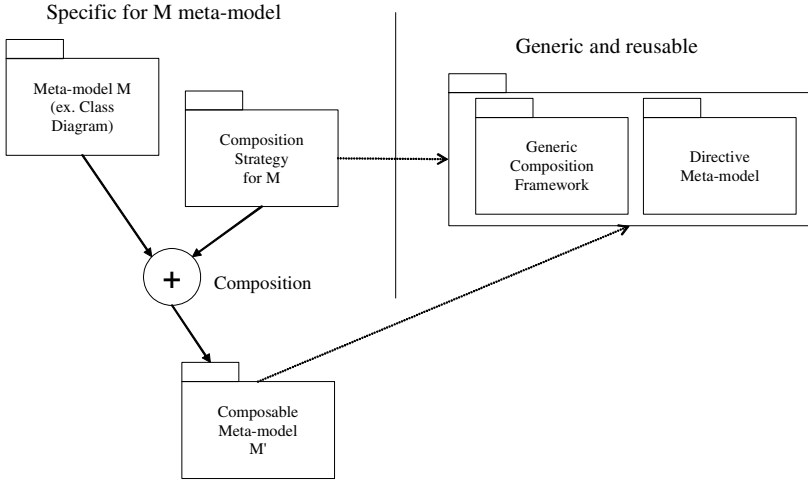 Specific for M meta-model
Generic and reusable
Meta-model M
(ex. Class
Diagram)
Composition
Strategy
for M
Generic
Composition
Framework
Directive
Meta-model
+
Composition
Composable
Meta-model
M'